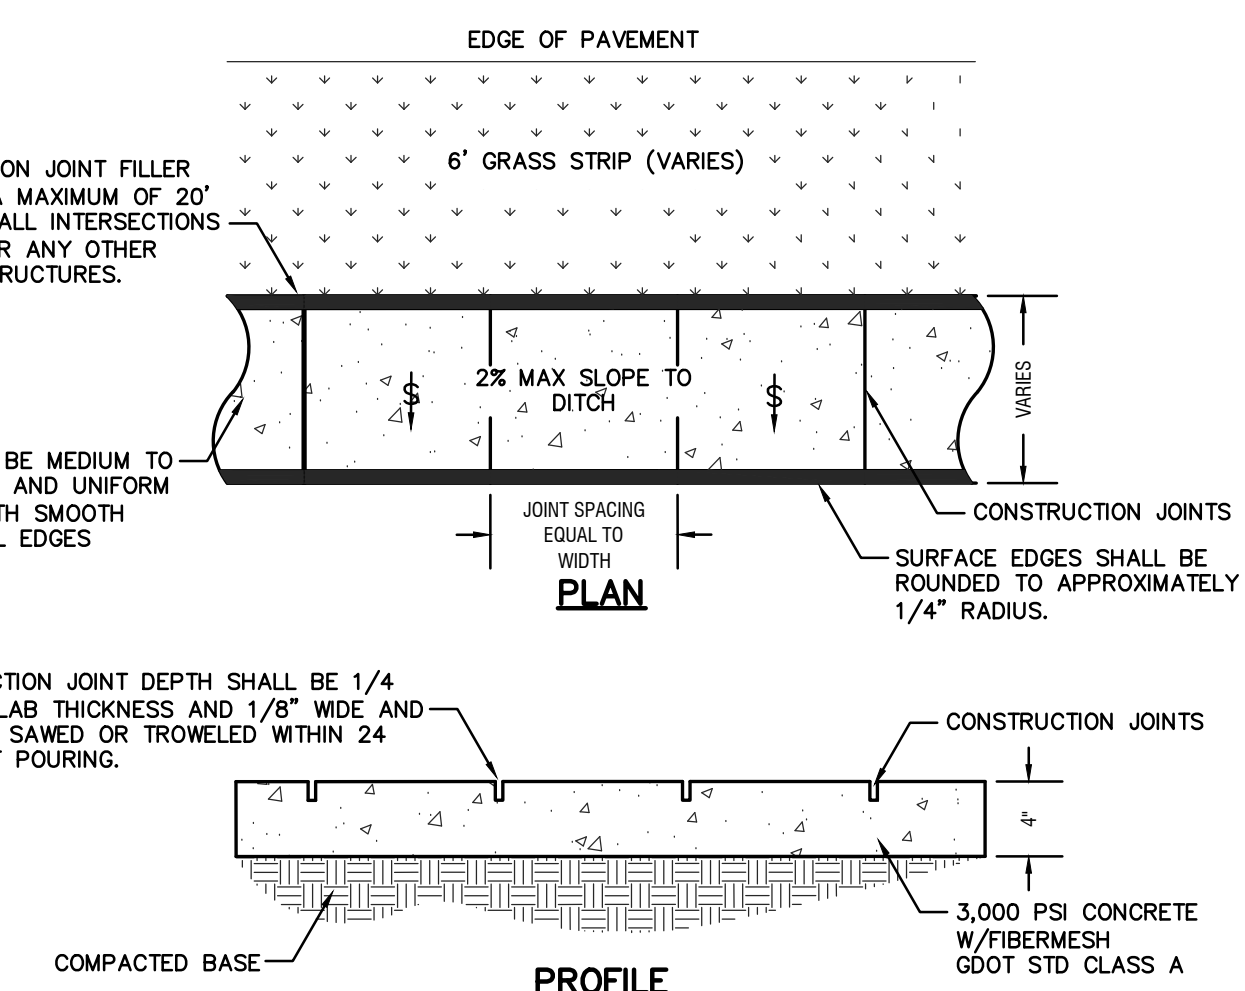 EDGE OF PAVEMENT
6' GRASS STRIP (VARIES)
ON JOINT FILLER
A MAXIMUM OF 20'
ALL INTERSECTIONS
R ANY OTHER
RUCTURES.
2% MAX SLOPE TO
DITCH
S
S
VARIES
BE MEDIUM TO
AND UNIFORM
TH SMOOTH
L EDGES
JOINT SPACING
EQUAL TO
WIDTH
CONSTRUCTION JOINTS
SURFACE EDGES SHALL BE
ROUNDED TO APPROXIMATELY
1/4" RADIUS.
PLAN
CTION JOINT DEPTH SHALL BE 1/4
LAB THICKNESS AND 1/8" WIDE AND
SAWED OR TROWELED WITHIN 24
POURING.
CONSTRUCTION JOINTS
4"
3,000 PSI CONCRETE
W/FIBERMESH
GDOT STD CLASS A
COMPACTED BASE
PROFILE